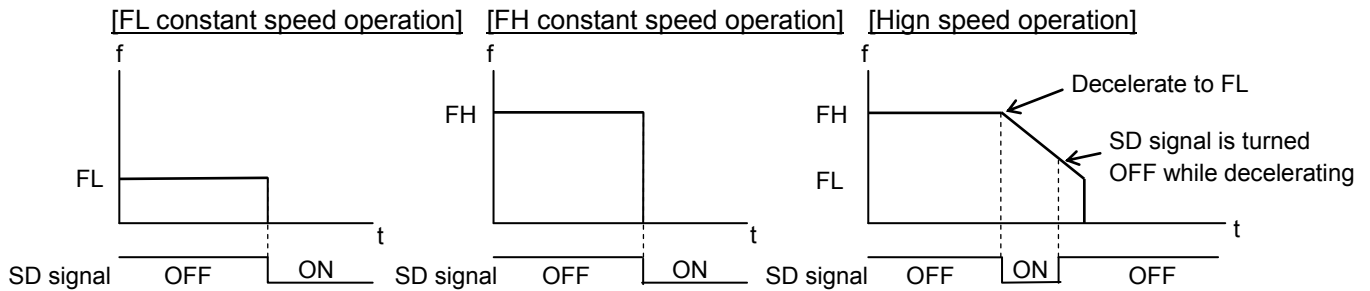 [FL constant speed operation]
f
FL
t
SD signal OFF ON
[FH constant speed operation]
f
FH
t
SD signal OFF ON
[Hign speed operation]
f
Decelerate to FL
FH
SD signal is turned
OFF while decelerating
FL
t
SD signal OFF ON OFF